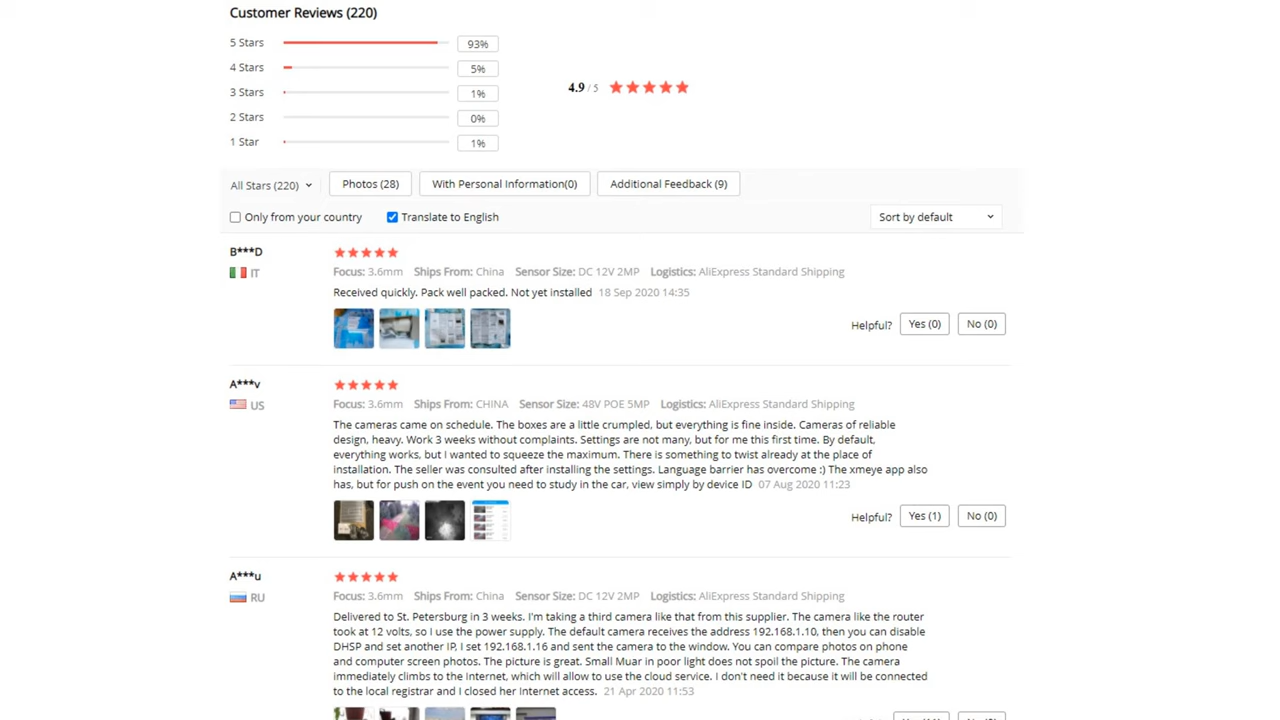 Customer Reviews (220)
5 Stars 93%
4 Stars 5%
4.9 / 5
3 Stars 1%
2 Stars 0%
1 Star 1%
All Stars (220) Photos (28) With Personal Information(0) Additional Feedback (9)
Only from your country Translate to English Sort by default
B***D
IT
Focus: 3.6mm Ships From: China Sensor Size: DC 12V 2MP Logistics: AliExpress Standard Shipping
Received quickly. Pack well packed. Not yet installed 18 Sep 2020 14:35
Helpful? Yes (0) No (0)
A***v
US
Focus: 3.6mm Ships From: CHINA Sensor Size: 48V POE 5MP Logistics: AliExpress Standard Shipping
The cameras came on schedule. The boxes are a little crumpled, but everything is fine inside. Cameras of reliable
design, heavy. Work 3 weeks without complaints. Settings are not many, but for me this first time. By default,
everything works, but I wanted to squeeze the maximum. There is something to twist already at the place of
installation. The seller was consulted after installing the settings. Language barrier has overcome :) The xmeye app also
has, but for push on the event you need to study in the car, view simply by device ID 07 Aug 2020 11:23
Helpful? Yes (1) No (0)
A***u
RU
Focus: 3.6mm Ships From: China Sensor Size: DC 12V 2MP Logistics: AliExpress Standard Shipping
Delivered to St. Petersburg in 3 weeks. I'm taking a third camera like that from this supplier. The camera like the router
took at 12 volts, so I use the power supply. The default camera receives the address 192.168.1.10, then you can disable
DHSP and set another IP, I set 192.168.1.16 and sent the camera to the window. You can compare photos on phone
and computer screen photos. The picture is great. Small Muar in poor light does not spoil the picture. The camera
immediately climbs to the Internet, which will allow to use the cloud service. I don't need it because it will be connected
to the local registrar and I closed her Internet access. 21 Apr 2020 11:53